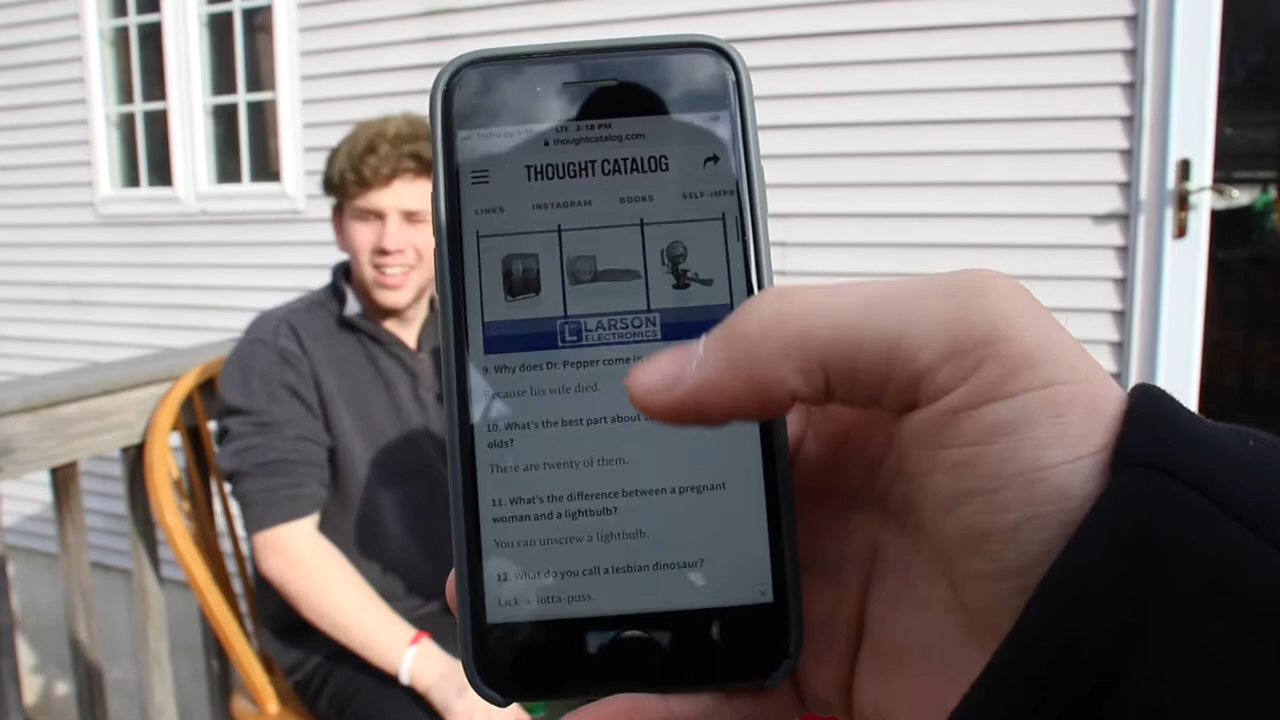 LTE 3:18 PM
thoughtcatalog.com
THOUGHT CATALOG
LINKS INSTAGRAM BOOKS SELF-IMPR
L LARSON
ELECTRONICS
9. Why does Dr. Pepper come in
Because his wife died.
10. What's the best part about
olds?
There are twenty of them.
11. What's the difference between a pregnant
woman and a lightbulb?
You can unscrew a lightbulb.
12. What do you call a lesbian dinosaur?
Lick-a-lotta-puss.